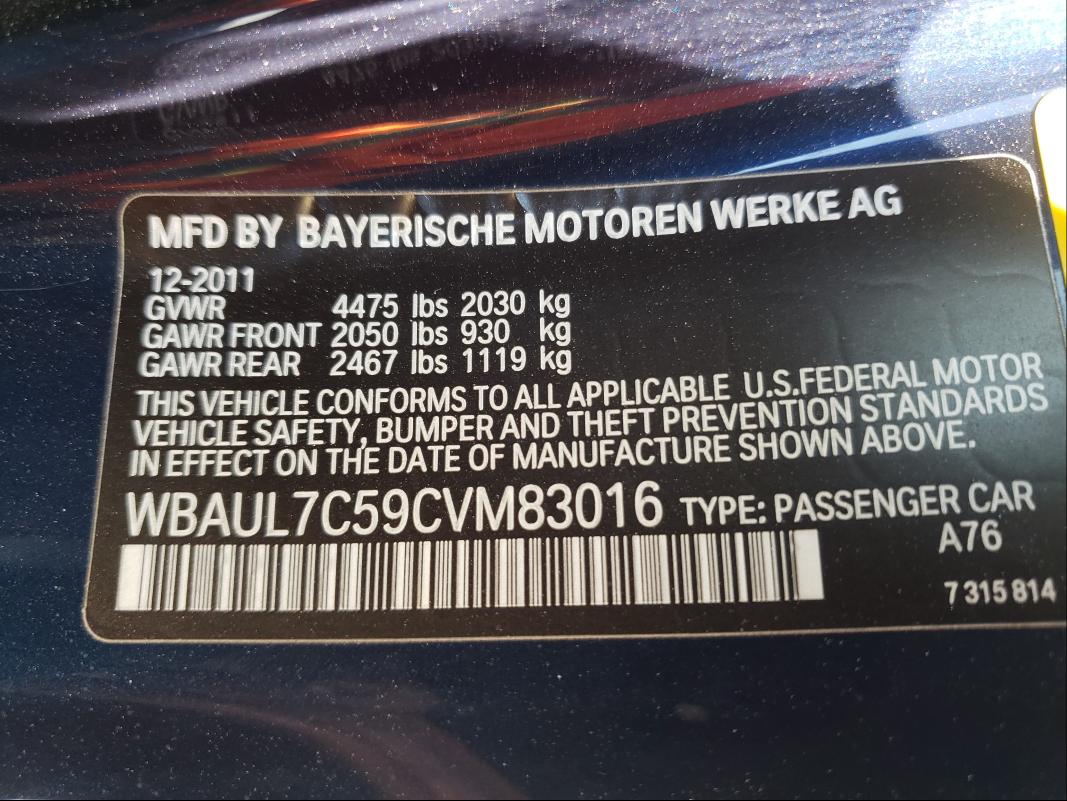 MFD BY BAYERISCHE MOTOREN WERKE AG
12-2011
GVWR 4475 lbs 2030 kg
GAWR FRONT 2050 lbs 930 kg
GAWR REAR 2467 lbs 1119 kg
THIS VEHICLE CONFORMS TO ALL APPLICABLE U.S.FEDERAL MOTOR
VEHICLE SAFETY, BUMPER AND THEFT PREVENTION STANDARDS
IN EFFECT ON THE DATE OF MANUFACTURE SHOWN ABOVE.
WBAUL7C59CVM83016 TYPE: PASSENGER CAR
A76
7 315 814